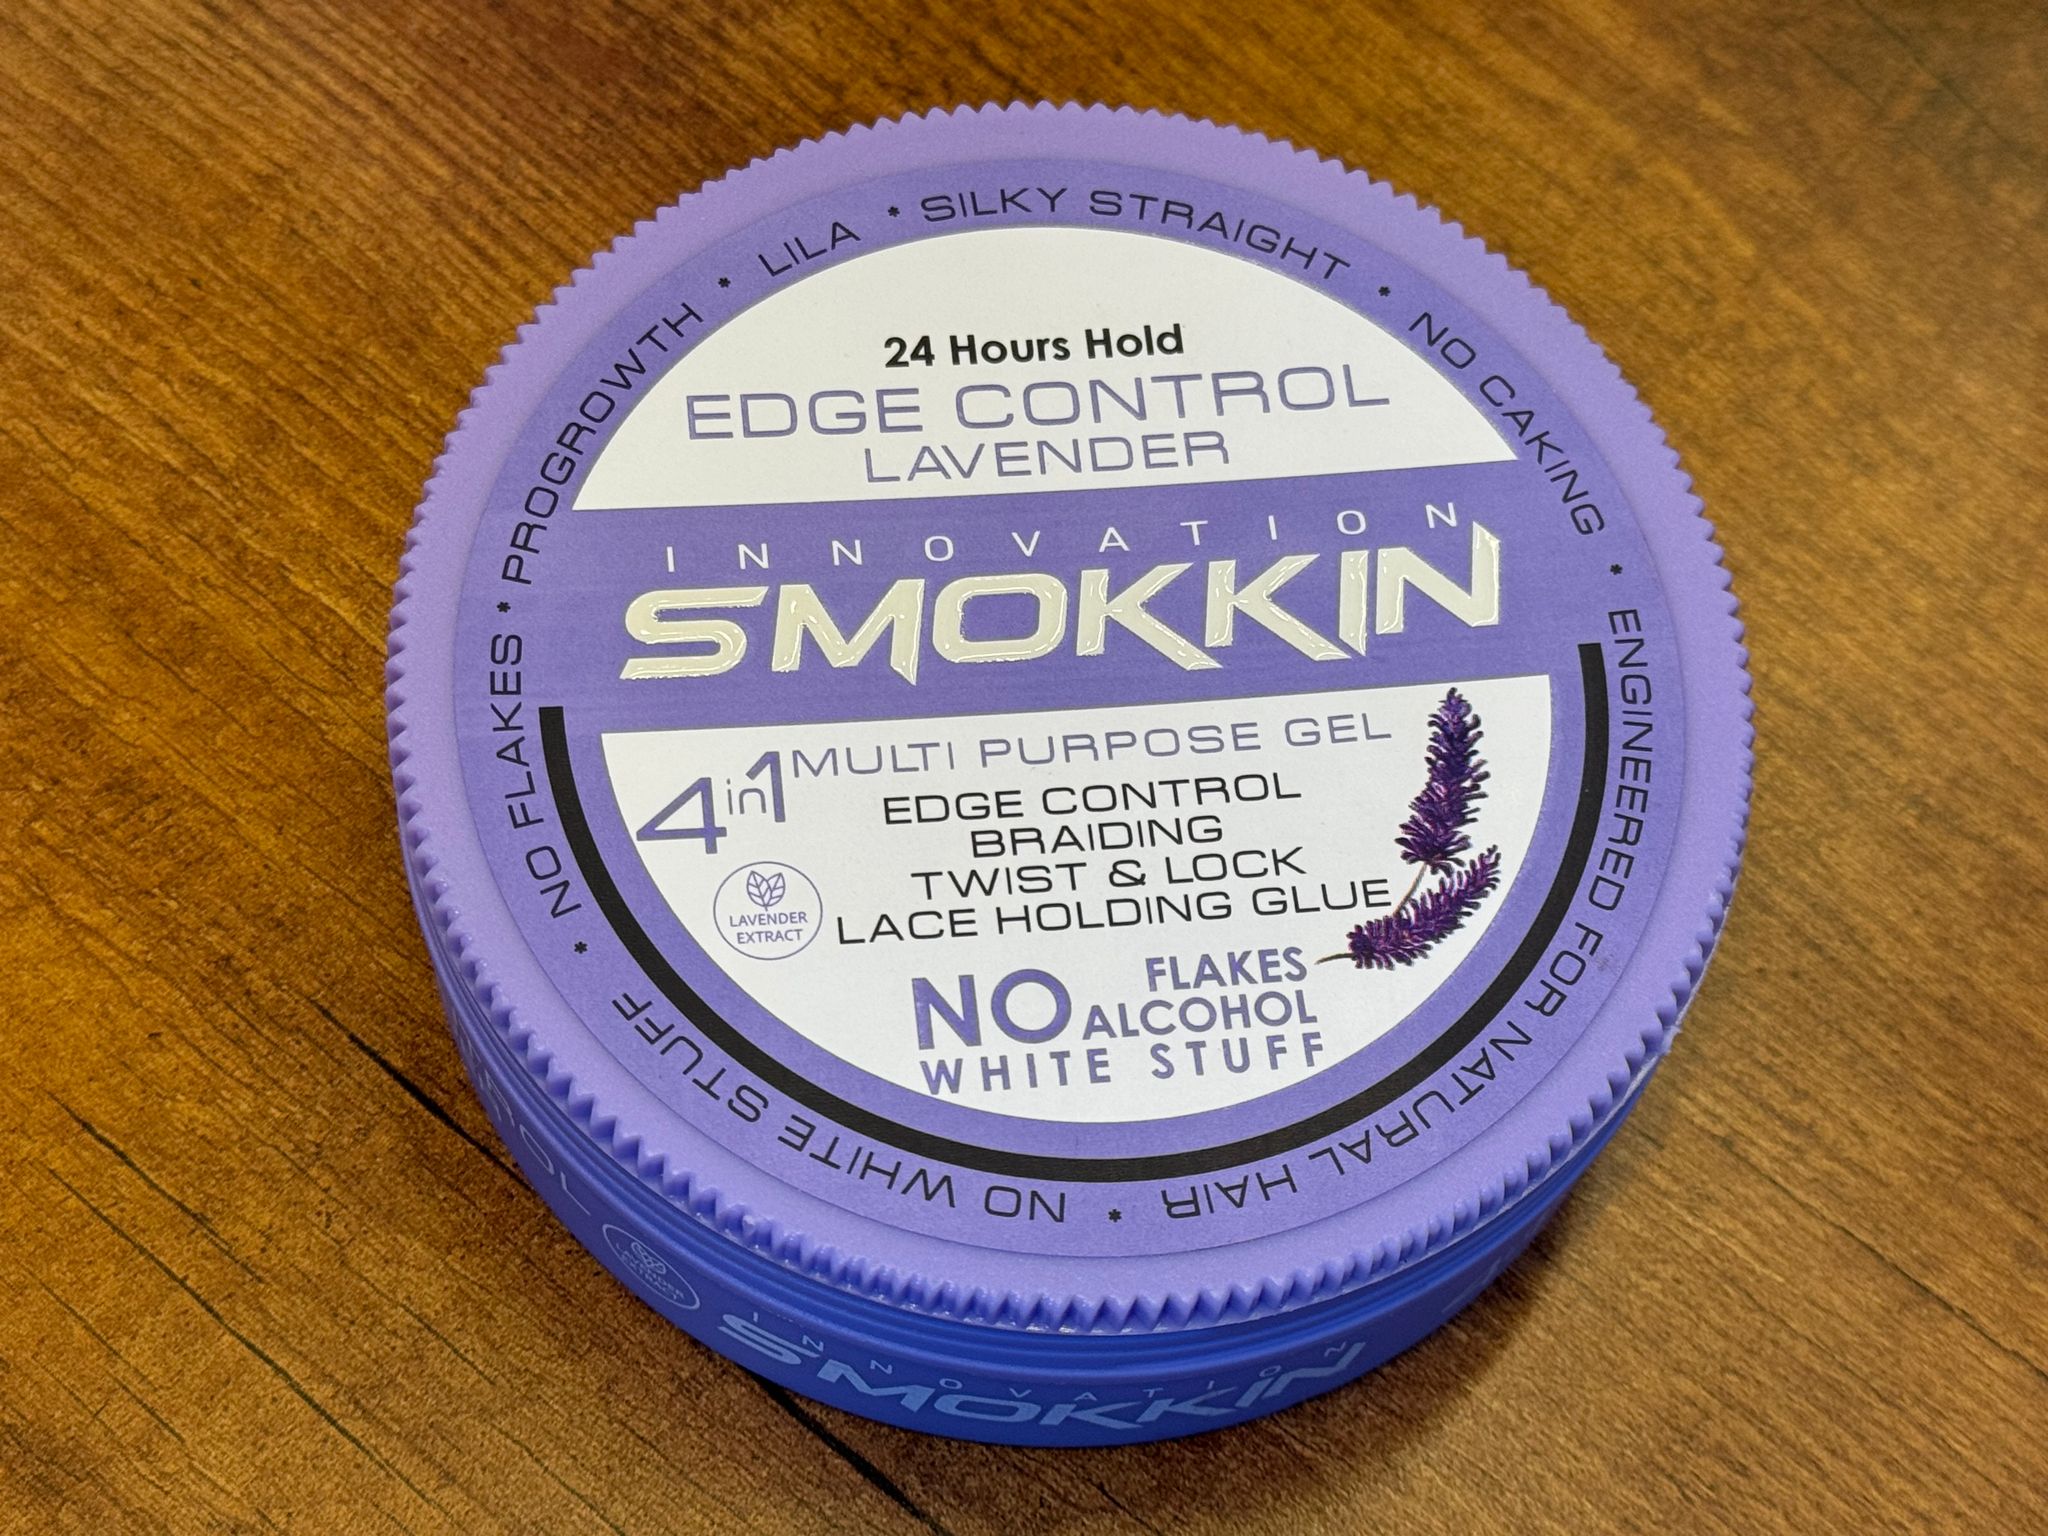 NO FLAKES * PROGROWTH * LILA * SILKY STRAIGHT * NO CAKING * ENGINEERED FOR NATURAL HAIR * NO WHITE STUFF *
24 Hours Hold
EDGE CONTROL
LAVENDER
INNOVATION
SMOKKIN
4in1 MULTI PURPOSE GEL
EDGE CONTROL
BRAIDING
TWIST & LOCK
LACE HOLDING GLUE
LAVENDER
EXTRACT
NO FLAKES
ALCOHOL
WHITE STUFF
LAVENDER
EXTRACT
INNOVATION
SMOKKIN